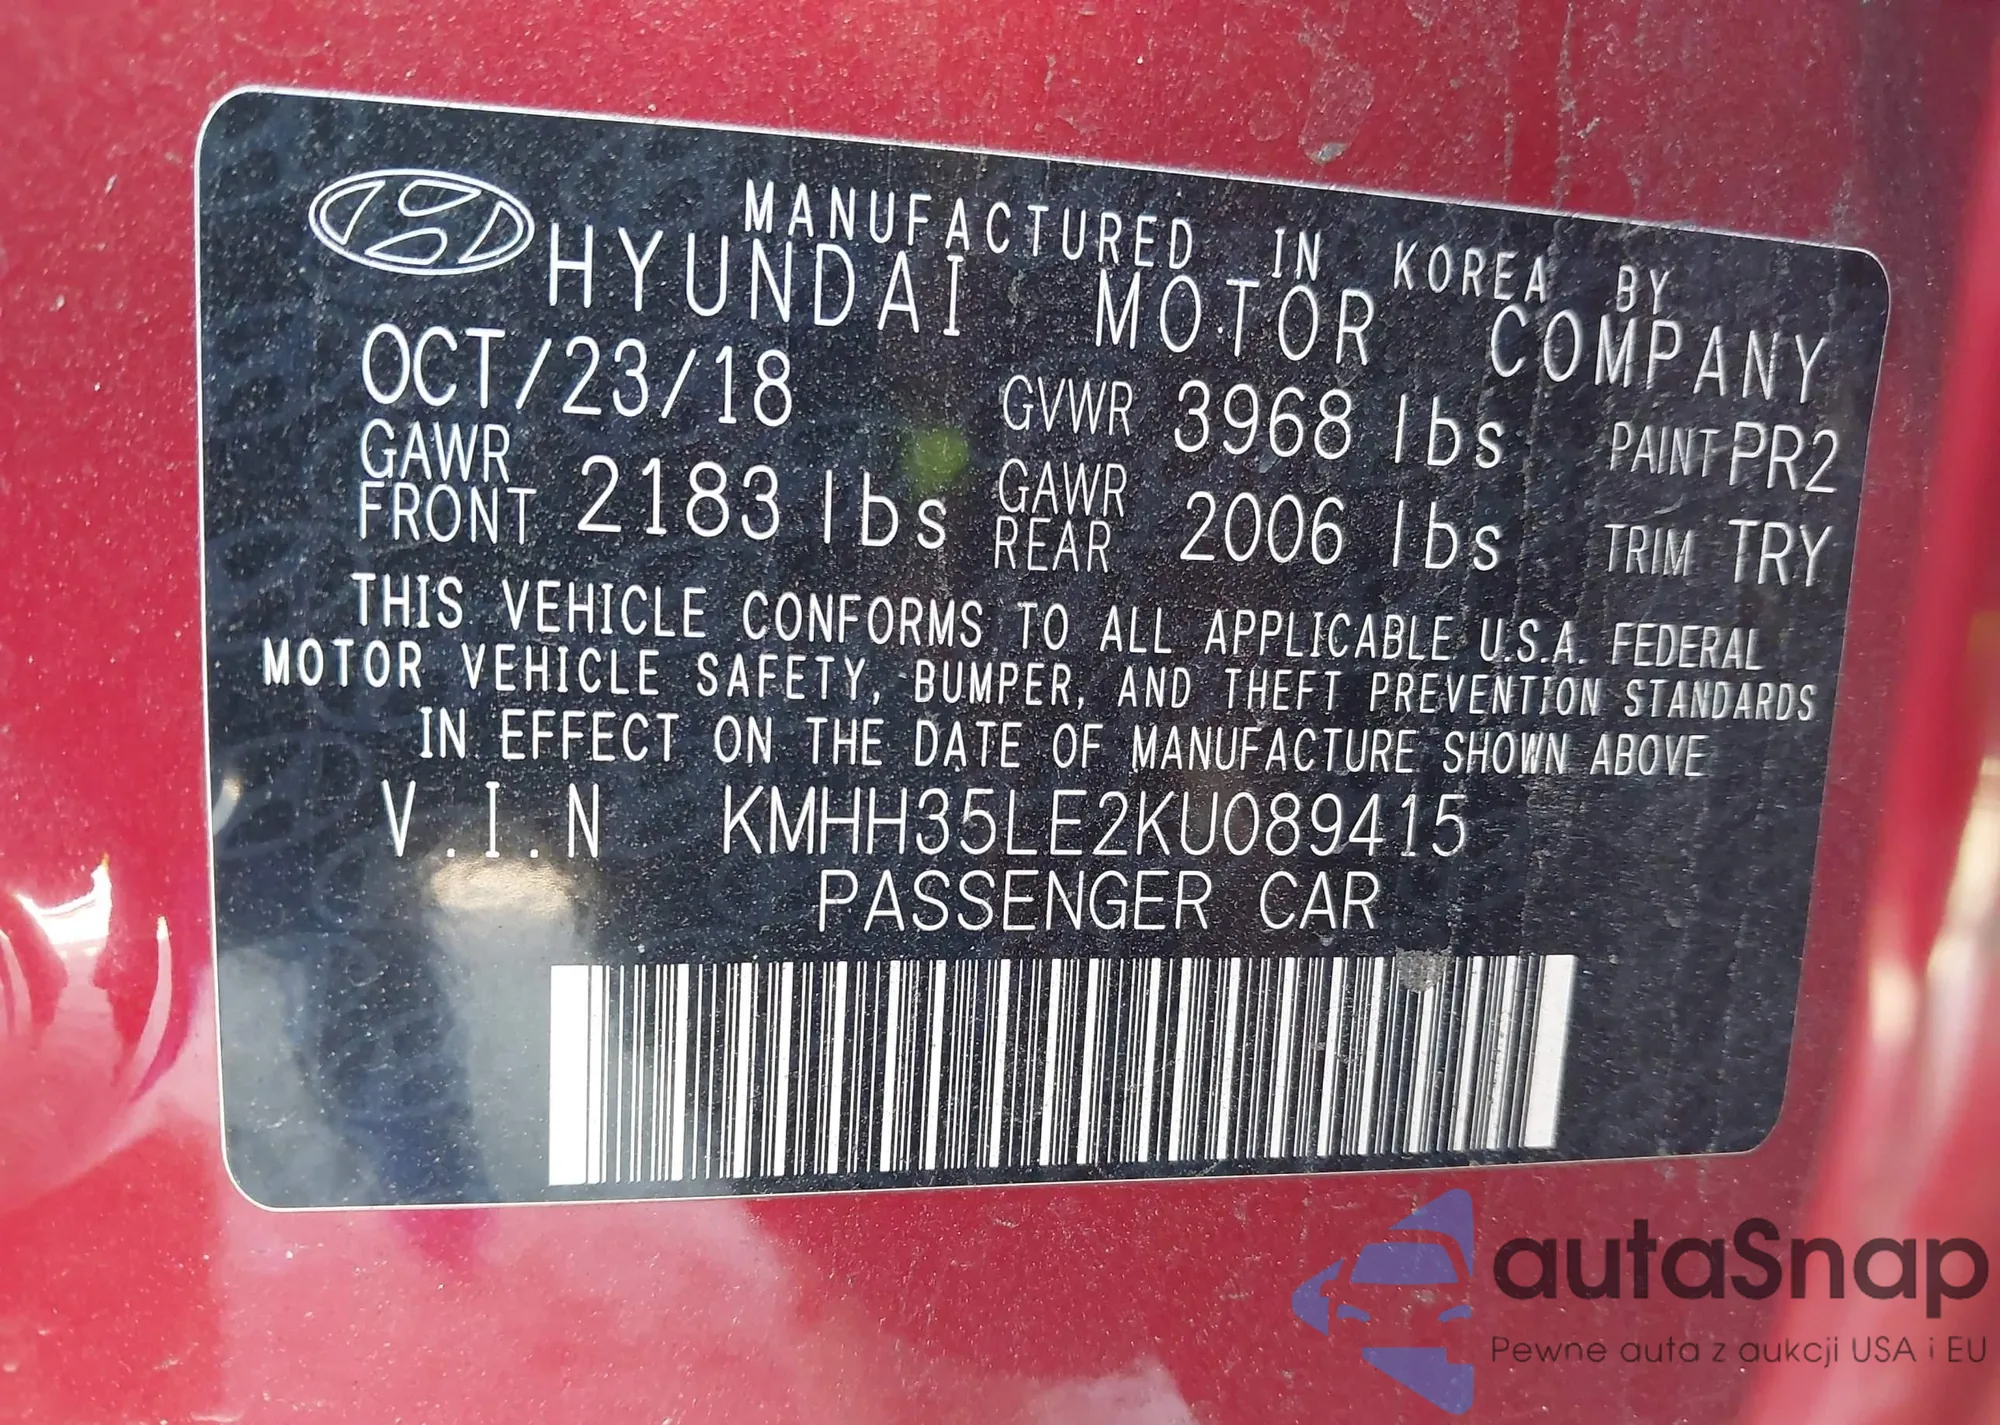 MANUFACTURED IN KOREA BY
HYUNDAI MOTOR COMPANY
OCT/23/18 GVWR 3968 lbs PAINT PR2
GAWR FRONT 2183 lbs GAWR REAR 2006 lbs TRIM TRY
THIS VEHICLE CONFORMS TO ALL APPLICABLE U.S.A. FEDERAL
MOTOR VEHICLE SAFETY, BUMPER, AND THEFT PREVENTION STANDARDS
IN EFFECT ON THE DATE OF MANUFACTURE SHOWN ABOVE
V.I.N KMHH35LE2KU089415
PASSENGER CAR
autaSnap
Pewne auta z aukcji USA i EU